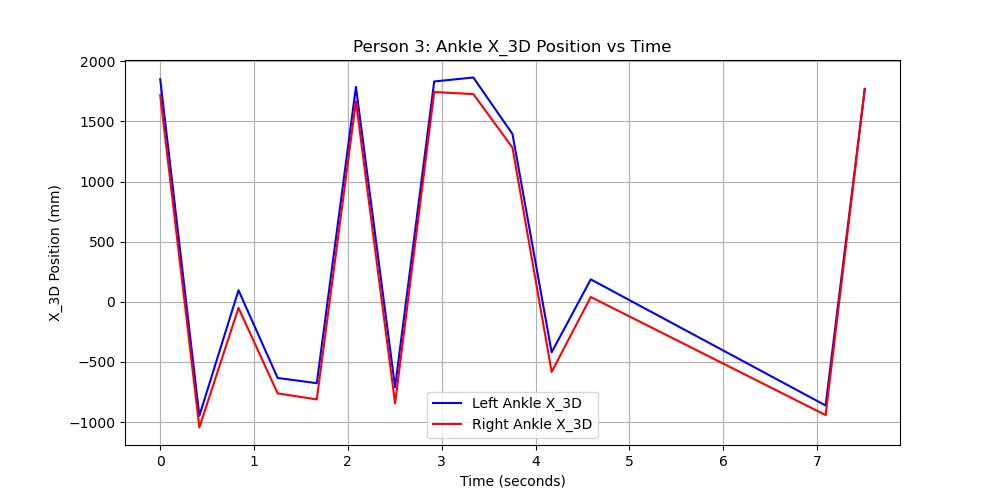 Person 3: Ankle X_3D Position vs Time
2000
1500
1000
500
0
−500
−1000
X_3D Position (mm)
Left Ankle X_3D
Right Ankle X_3D
0 1 2 3 4 5 6 7
Time (seconds)